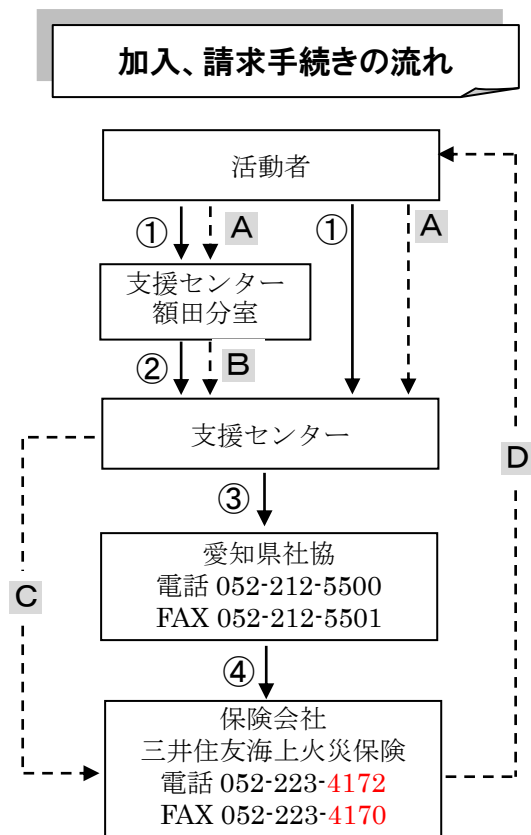 加入、請求手続きの流れ
活動者
① A ① A
支援センター
額田分室
② B
支援センター
D
③
愛知県社協
電話 052-212-5500
FAX 052-212-5501
C
④
保険会社
三井住友海上火災保険
電話 052-223-4172
FAX 052-223-4170